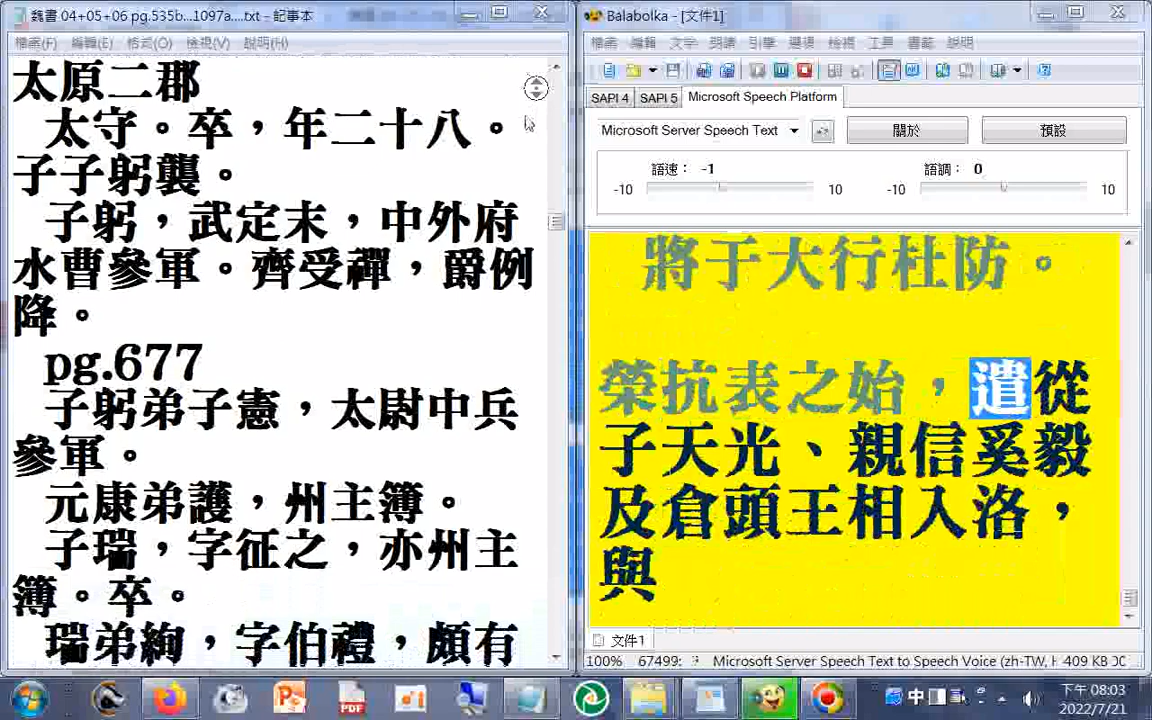 魏書 04+05+06 pg.535b...1097a....txt - 記事本
檔案(F) 編輯(E) 格式(O) 檢視(V) 說明(H)
太原二郡
太守。卒，年二十八。
子子躬襲。
子躬，武定末，中外府
水曹參軍。齊受禪，爵例
降。
pg.677
子躬弟子憲，太尉中兵
參軍。
元康弟護，州主簿。
子瑞，字征之，亦州主
簿。卒。
瑞弟絢，字伯禮，頗有
Balabolka - [文件1]
檔案 編輯 文字 朗讀 引擎 選項 檢視 工具 書籤 說明
SAPI 4 SAPI 5 Microsoft Speech Platform
Microsoft Server Speech Text 關於 預設
語速： -1 語調： 0
-10 10 -10 10
將于大行杜防。
榮抗表之始，遣從
子天光、親信奚毅
及倉頭王相入洛，
與
文件1
100% 67499: Microsoft Server Speech Text to Speech Voice (zh-TW, H 409 KB
中
下午 08:03
2022/7/21